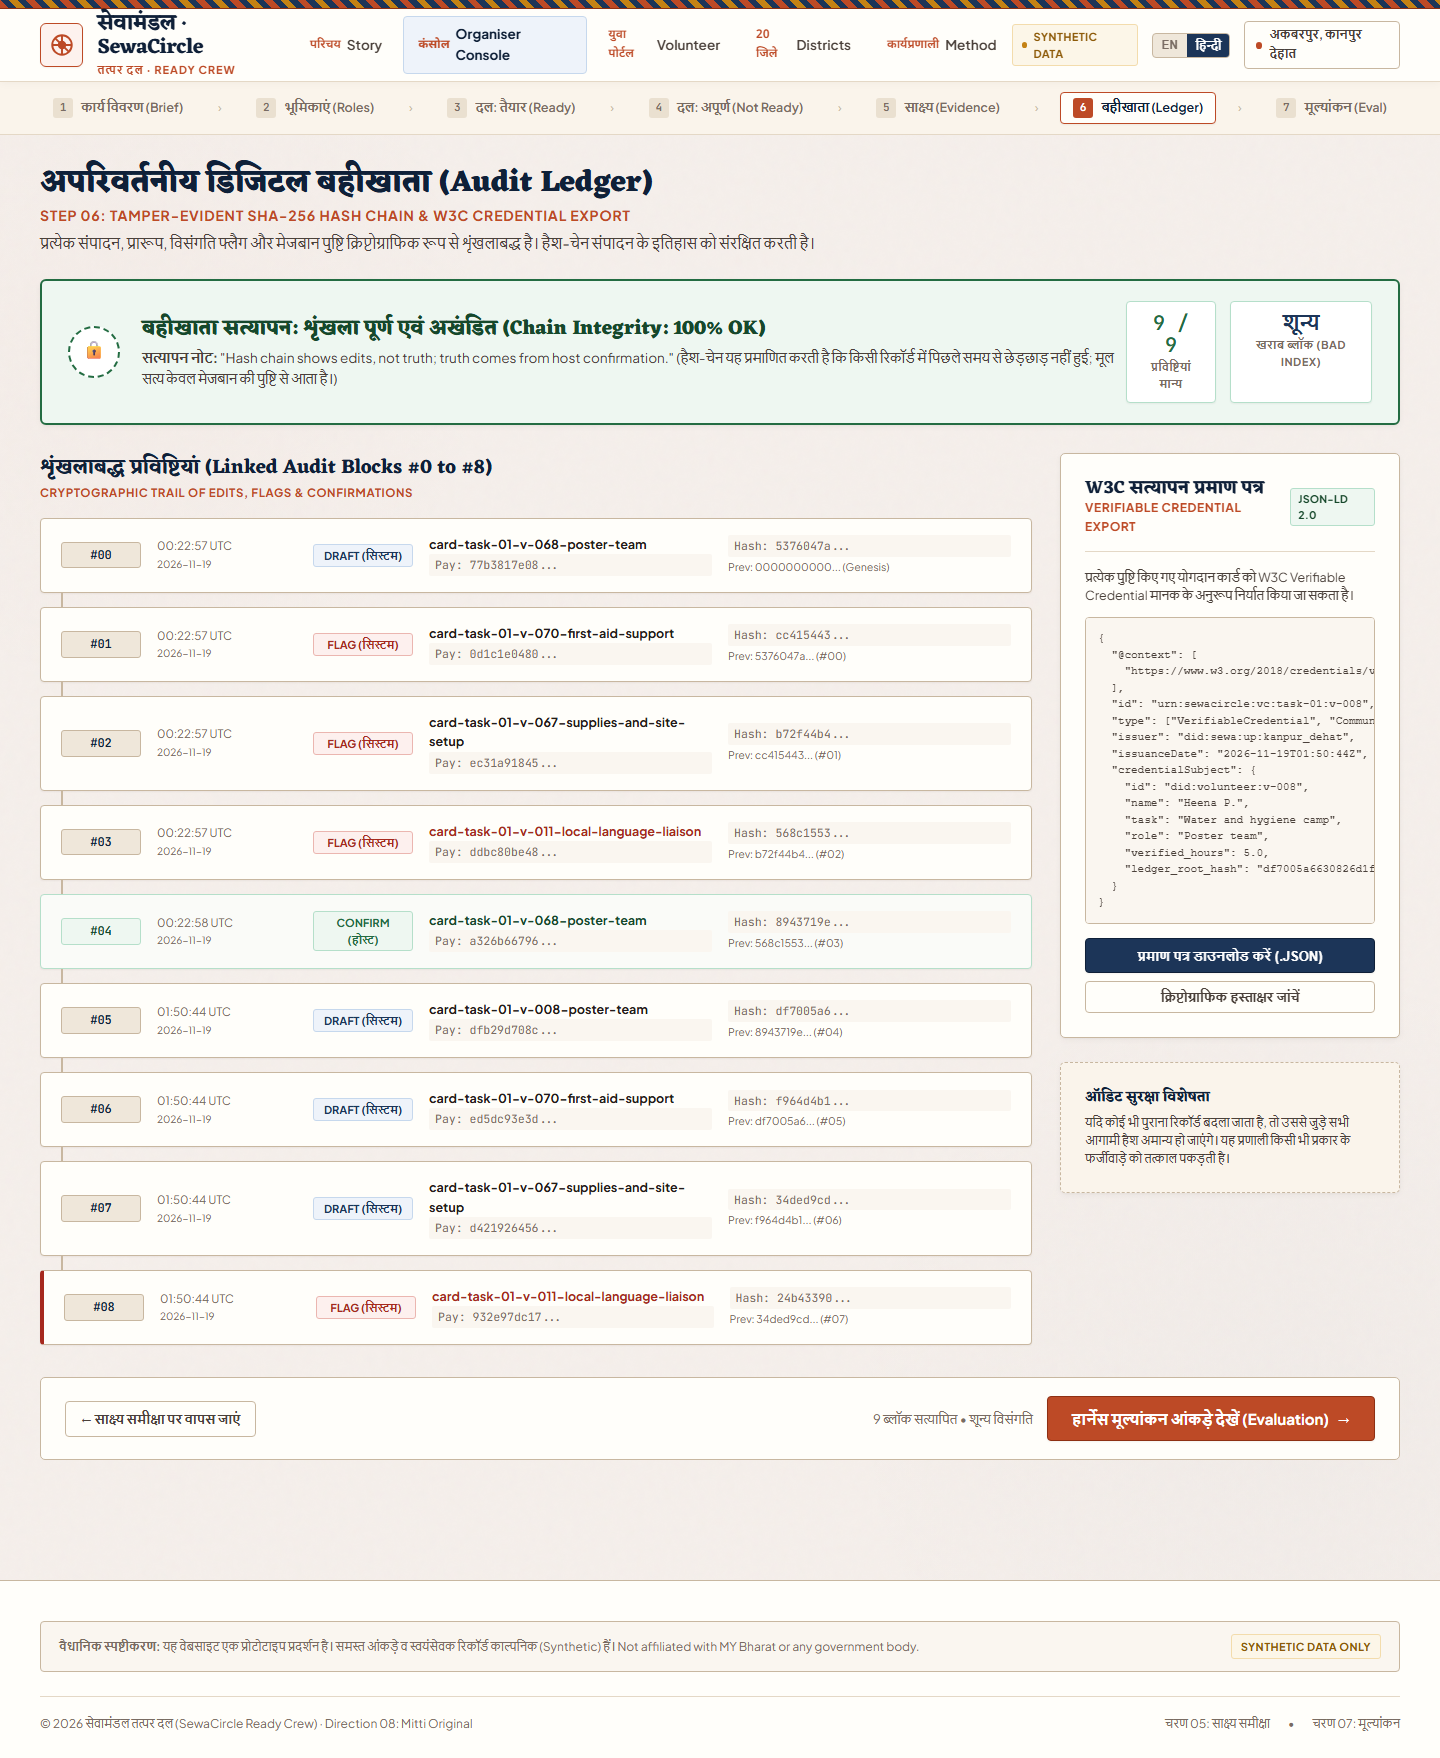 सेवामंडल ·
SewaCircle
तत्पर दल · READY CREW
परिचय Story
कंसोल Organiser Console
युवा पोर्टल Volunteer
20 जिले Districts
कार्यप्रणाली Method
SYNTHETIC DATA
EN हिन्दी
अकबरपुर, कानपुर देहात
1 कार्य विवरण (Brief) › 2 भूमिकाएं (Roles) › 3 दल: तैयार (Ready) › 4 दल: अपूर्ण (Not Ready) › 5 साक्ष्य (Evidence) › 6 बहीखाता (Ledger) › 7 मूल्यांकन (Eval)
अपरिवर्तनीय डिजिटल बहीखाता (Audit Ledger)
STEP 06: TAMPER-EVIDENT SHA-256 HASH CHAIN & W3C CREDENTIAL EXPORT
प्रत्येक संपादन, प्रारूप, विसंगति फ्लैग और मेजबान पुष्टि क्रिप्टोग्राफिक रूप से शृंखलाबद्ध है। हैश-चेन संपादन के इतिहास को संरक्षित करती है।
बहीखाता सत्यापन: शृंखला पूर्ण एवं अखंडित (Chain Integrity: 100% OK)
सत्यापन नोट: "Hash chain shows edits, not truth; truth comes from host confirmation." (हैश-चेन यह प्रमाणित करती है कि किसी रिकॉर्ड में पिछले समय से छेड़छाड़ नहीं हुई; मूल
सत्य केवल मेजबान की पुष्टि से आता है।)
9 /
9
प्रविष्टियां
मान्य
शून्य
खराब ब्लॉक (BAD
INDEX)
शृंखलाबद्ध प्रविष्टियां (Linked Audit Blocks #0 to #8)
CRYPTOGRAPHIC TRAIL OF EDITS, FLAGS & CONFIRMATIONS
#00
00:22:57 UTC
2026-11-19
DRAFT (सिस्टम)
card-task-01-v-068-poster-team
Pay: 77b3817e08...
Hash: 5376047a...
Prev: 0000000000... (Genesis)
#01
00:22:57 UTC
2026-11-19
FLAG (सिस्टम)
card-task-01-v-070-first-aid-support
Pay: 0d1c1e0480...
Hash: cc415443...
Prev: 5376047a... (#00)
#02
00:22:57 UTC
2026-11-19
FLAG (सिस्टम)
card-task-01-v-067-supplies-and-site-
setup
Pay: ec31a91845...
Hash: b72f44b4...
Prev: cc415443... (#01)
#03
00:22:57 UTC
2026-11-19
FLAG (सिस्टम)
card-task-01-v-011-local-language-liaison
Pay: ddbc80be48...
Hash: 568c1553...
Prev: b72f44b4... (#02)
#04
00:22:58 UTC
2026-11-19
CONFIRM
(होस्ट)
card-task-01-v-068-poster-team
Pay: a326b66796...
Hash: 8943719e...
Prev: 568c1553... (#03)
#05
01:50:44 UTC
2026-11-19
DRAFT (सिस्टम)
card-task-01-v-008-poster-team
Pay: dfb29d708c...
Hash: df7005a6...
Prev: 8943719e... (#04)
#06
01:50:44 UTC
2026-11-19
DRAFT (सिस्टम)
card-task-01-v-070-first-aid-support
Pay: ed5dc93e3d...
Hash: f964d4b1...
Prev: df7005a6... (#05)
#07
01:50:44 UTC
2026-11-19
DRAFT (सिस्टम)
card-task-01-v-067-supplies-and-site-
setup
Pay: d421926456...
Hash: 34ded9cd...
Prev: f964d4b1... (#06)
#08
01:50:44 UTC
2026-11-19
FLAG (सिस्टम)
card-task-01-v-011-local-language-liaison
Pay: 932e97dc17...
Hash: 24b43390...
Prev: 34ded9cd... (#07)
W3C सत्यापन प्रमाण पत्र
VERIFIABLE CREDENTIAL
EXPORT
JSON-LD
2.0
प्रत्येक पुष्टि किए गए योगदान कार्ड को W3C Verifiable
Credential मानक के अनुरूप निर्यात किया जा सकता है।
{
"@context": [
"https://www.w3.org/2018/credentials/v
],
"id": "urn:sewacircle:vc:task-01:v-008",
"type": ["VerifiableCredential", "Commun
"issuer": "did:sewa:up:kanpur_dehat",
"issuanceDate": "2026-11-19T01:50:44Z",
"credentialSubject": {
"id": "did:volunteer:v-008",
"name": "Heena P.",
"task": "Water and hygiene camp",
"role": "Poster team",
"verified_hours": 5.0,
"ledger_root_hash": "df7005a6630826d1f
}
}
प्रमाण पत्र डाउनलोड करें (.JSON)
क्रिप्टोग्राफिक हस्ताक्षर जांचें
ऑडिट सुरक्षा विशेषता
यदि कोई भी पुराना रिकॉर्ड बदला जाता है, तो उससे जुड़े सभी
आगामी हैश अमान्य हो जाएंगे। यह प्रणाली किसी भी प्रकार के
फर्जीवाड़े को तत्काल पकड़ती है।
← साक्ष्य समीक्षा पर वापस जाएं
9 ब्लॉक सत्यापित • शून्य विसंगति
हार्नेस मूल्यांकन आंकड़े देखें (Evaluation) →
वैधानिक स्पष्टीकरण: यह वेबसाइट एक प्रोटोटाइप प्रदर्शन है। समस्त आंकड़े व स्वयंसेवक रिकॉर्ड काल्पनिक (Synthetic) हैं। Not affiliated with MY Bharat or any government body.
SYNTHETIC DATA ONLY
© 2026 सेवामंडल तत्पर दल (SewaCircle Ready Crew) · Direction 08: Mitti Original
चरण 05: साक्ष्य समीक्षा • चरण 07: मूल्यांकन